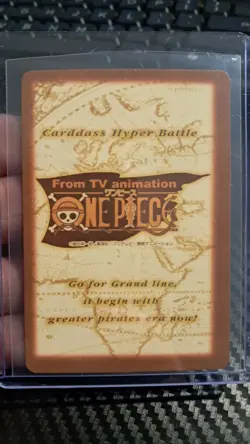 Carddass Hyper Battle
From TV animation
ワンピース
ONE PIECE
Go for Grand line,
it begin with
greater pirates era now!